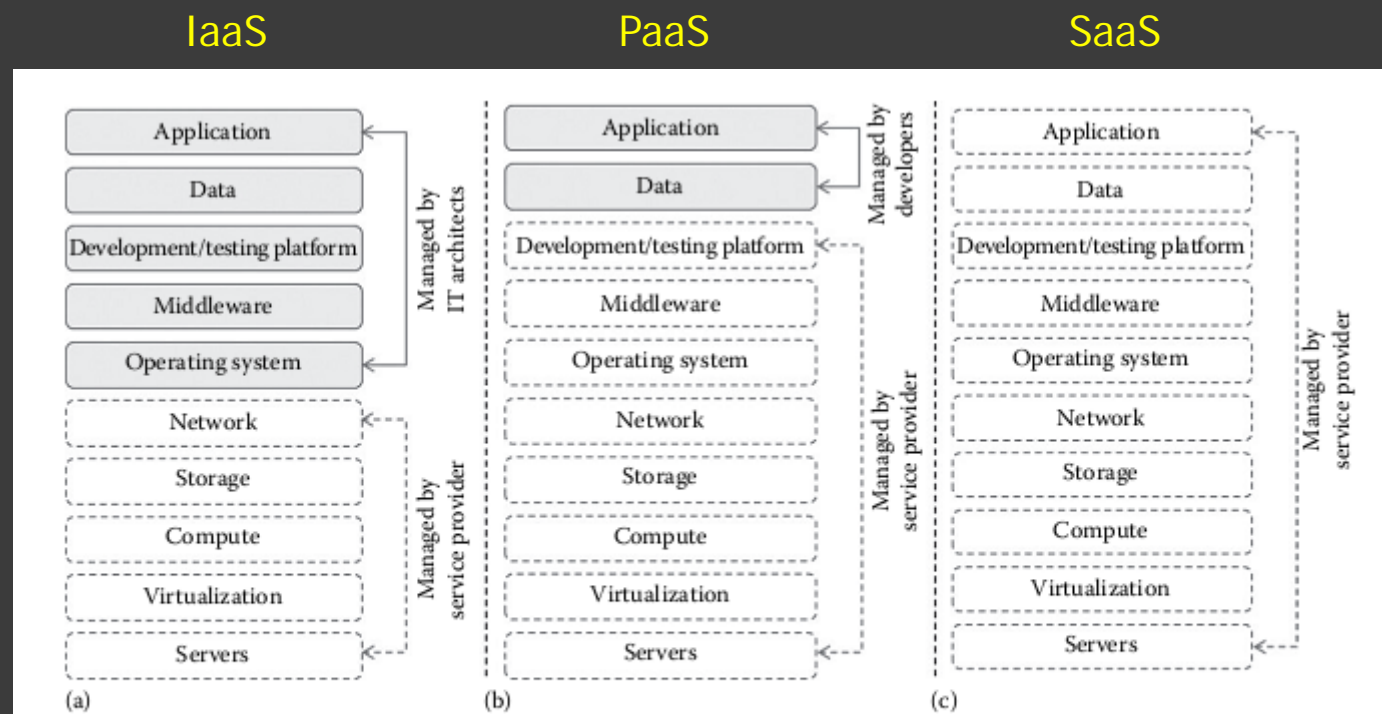 IaaS
PaaS
SaaS
Application
Data
Development/testing platform
Middleware
Operating system
Network
Storage
Compute
Virtualization
Servers
Managed by
IT architects
Managed by
service provider
(a)
Application
Data
Development/testing platform
Middleware
Operating system
Network
Storage
Compute
Virtualization
Servers
Managed by
developers
Managed by
service provider
(b)
Application
Data
Development/testing platform
Middleware
Operating system
Network
Storage
Compute
Virtualization
Servers
Managed by
service provider
(c)